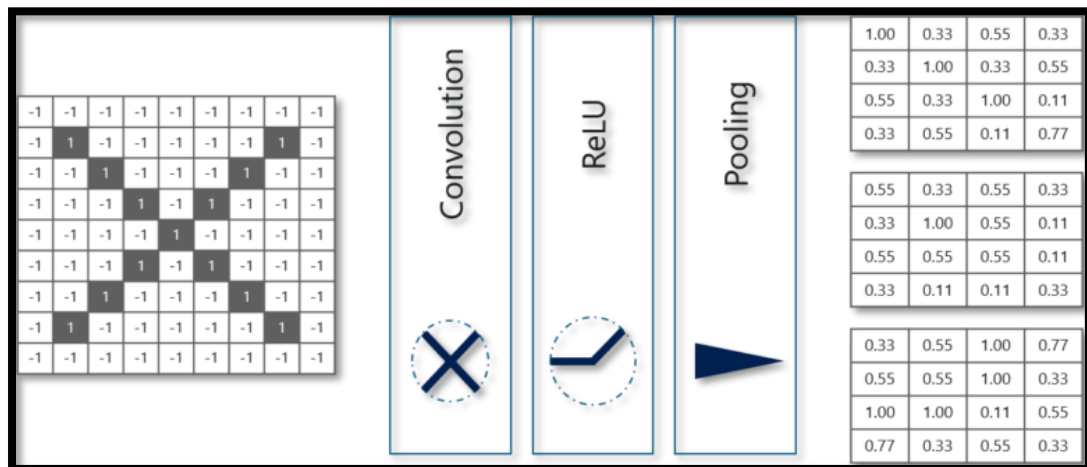 -1 -1 -1 -1 -1 -1 -1 -1 -1
-1 1 -1 -1 -1 -1 -1 1 -1
-1 -1 1 -1 -1 -1 1 -1 -1
-1 -1 -1 1 -1 1 -1 -1 -1
-1 -1 -1 -1 1 -1 -1 -1 -1
-1 -1 -1 1 -1 1 -1 -1 -1
-1 -1 1 -1 -1 -1 1 -1 -1
-1 1 -1 -1 -1 -1 -1 1 -1
-1 -1 -1 -1 -1 -1 -1 -1 -1
Convolution
ReLU
Pooling
1.00 0.33 0.55 0.33
0.33 1.00 0.33 0.55
0.55 0.33 1.00 0.11
0.33 0.55 0.11 0.77
0.55 0.33 0.55 0.33
0.33 1.00 0.55 0.11
0.55 0.55 0.55 0.11
0.33 0.11 0.11 0.33
0.33 0.55 1.00 0.77
0.55 0.55 1.00 0.33
1.00 1.00 0.11 0.55
0.77 0.33 0.55 0.33